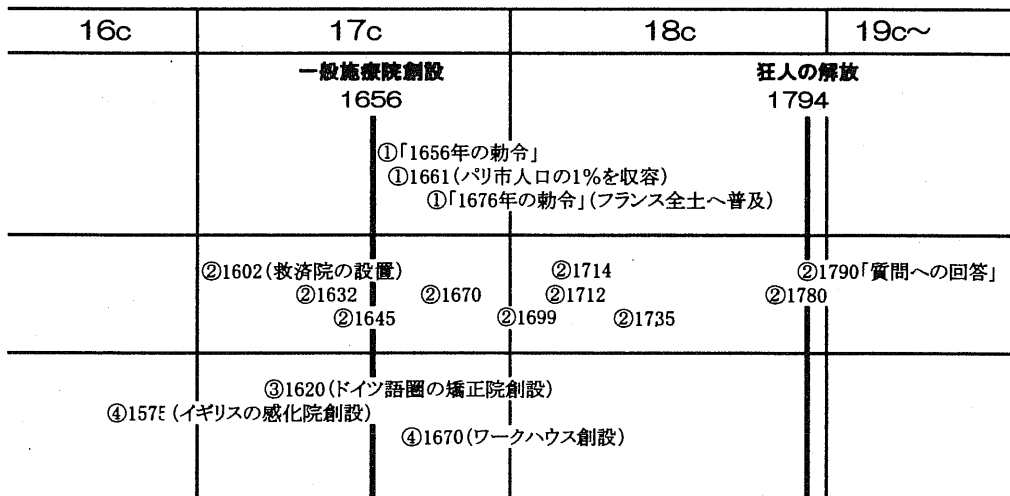 16c 17c 18c 19c～
一般施療院創設 狂人の解放
1656 1794
①「1656年の勅令」
①1661(パリ市人口の1%を収容)
①「1676年の勅令」(フランス全土へ普及)
②1602(救済院の設置) ②1714 ②1790「質問への回答」
②1632 ②1670 ②1712 ②1780
②1645 ②1699 ②1735
③1620(ドイツ語圏の矯正院創設)
④1575(イギリスの感化院創設)
④1670(ワークハウス創設)